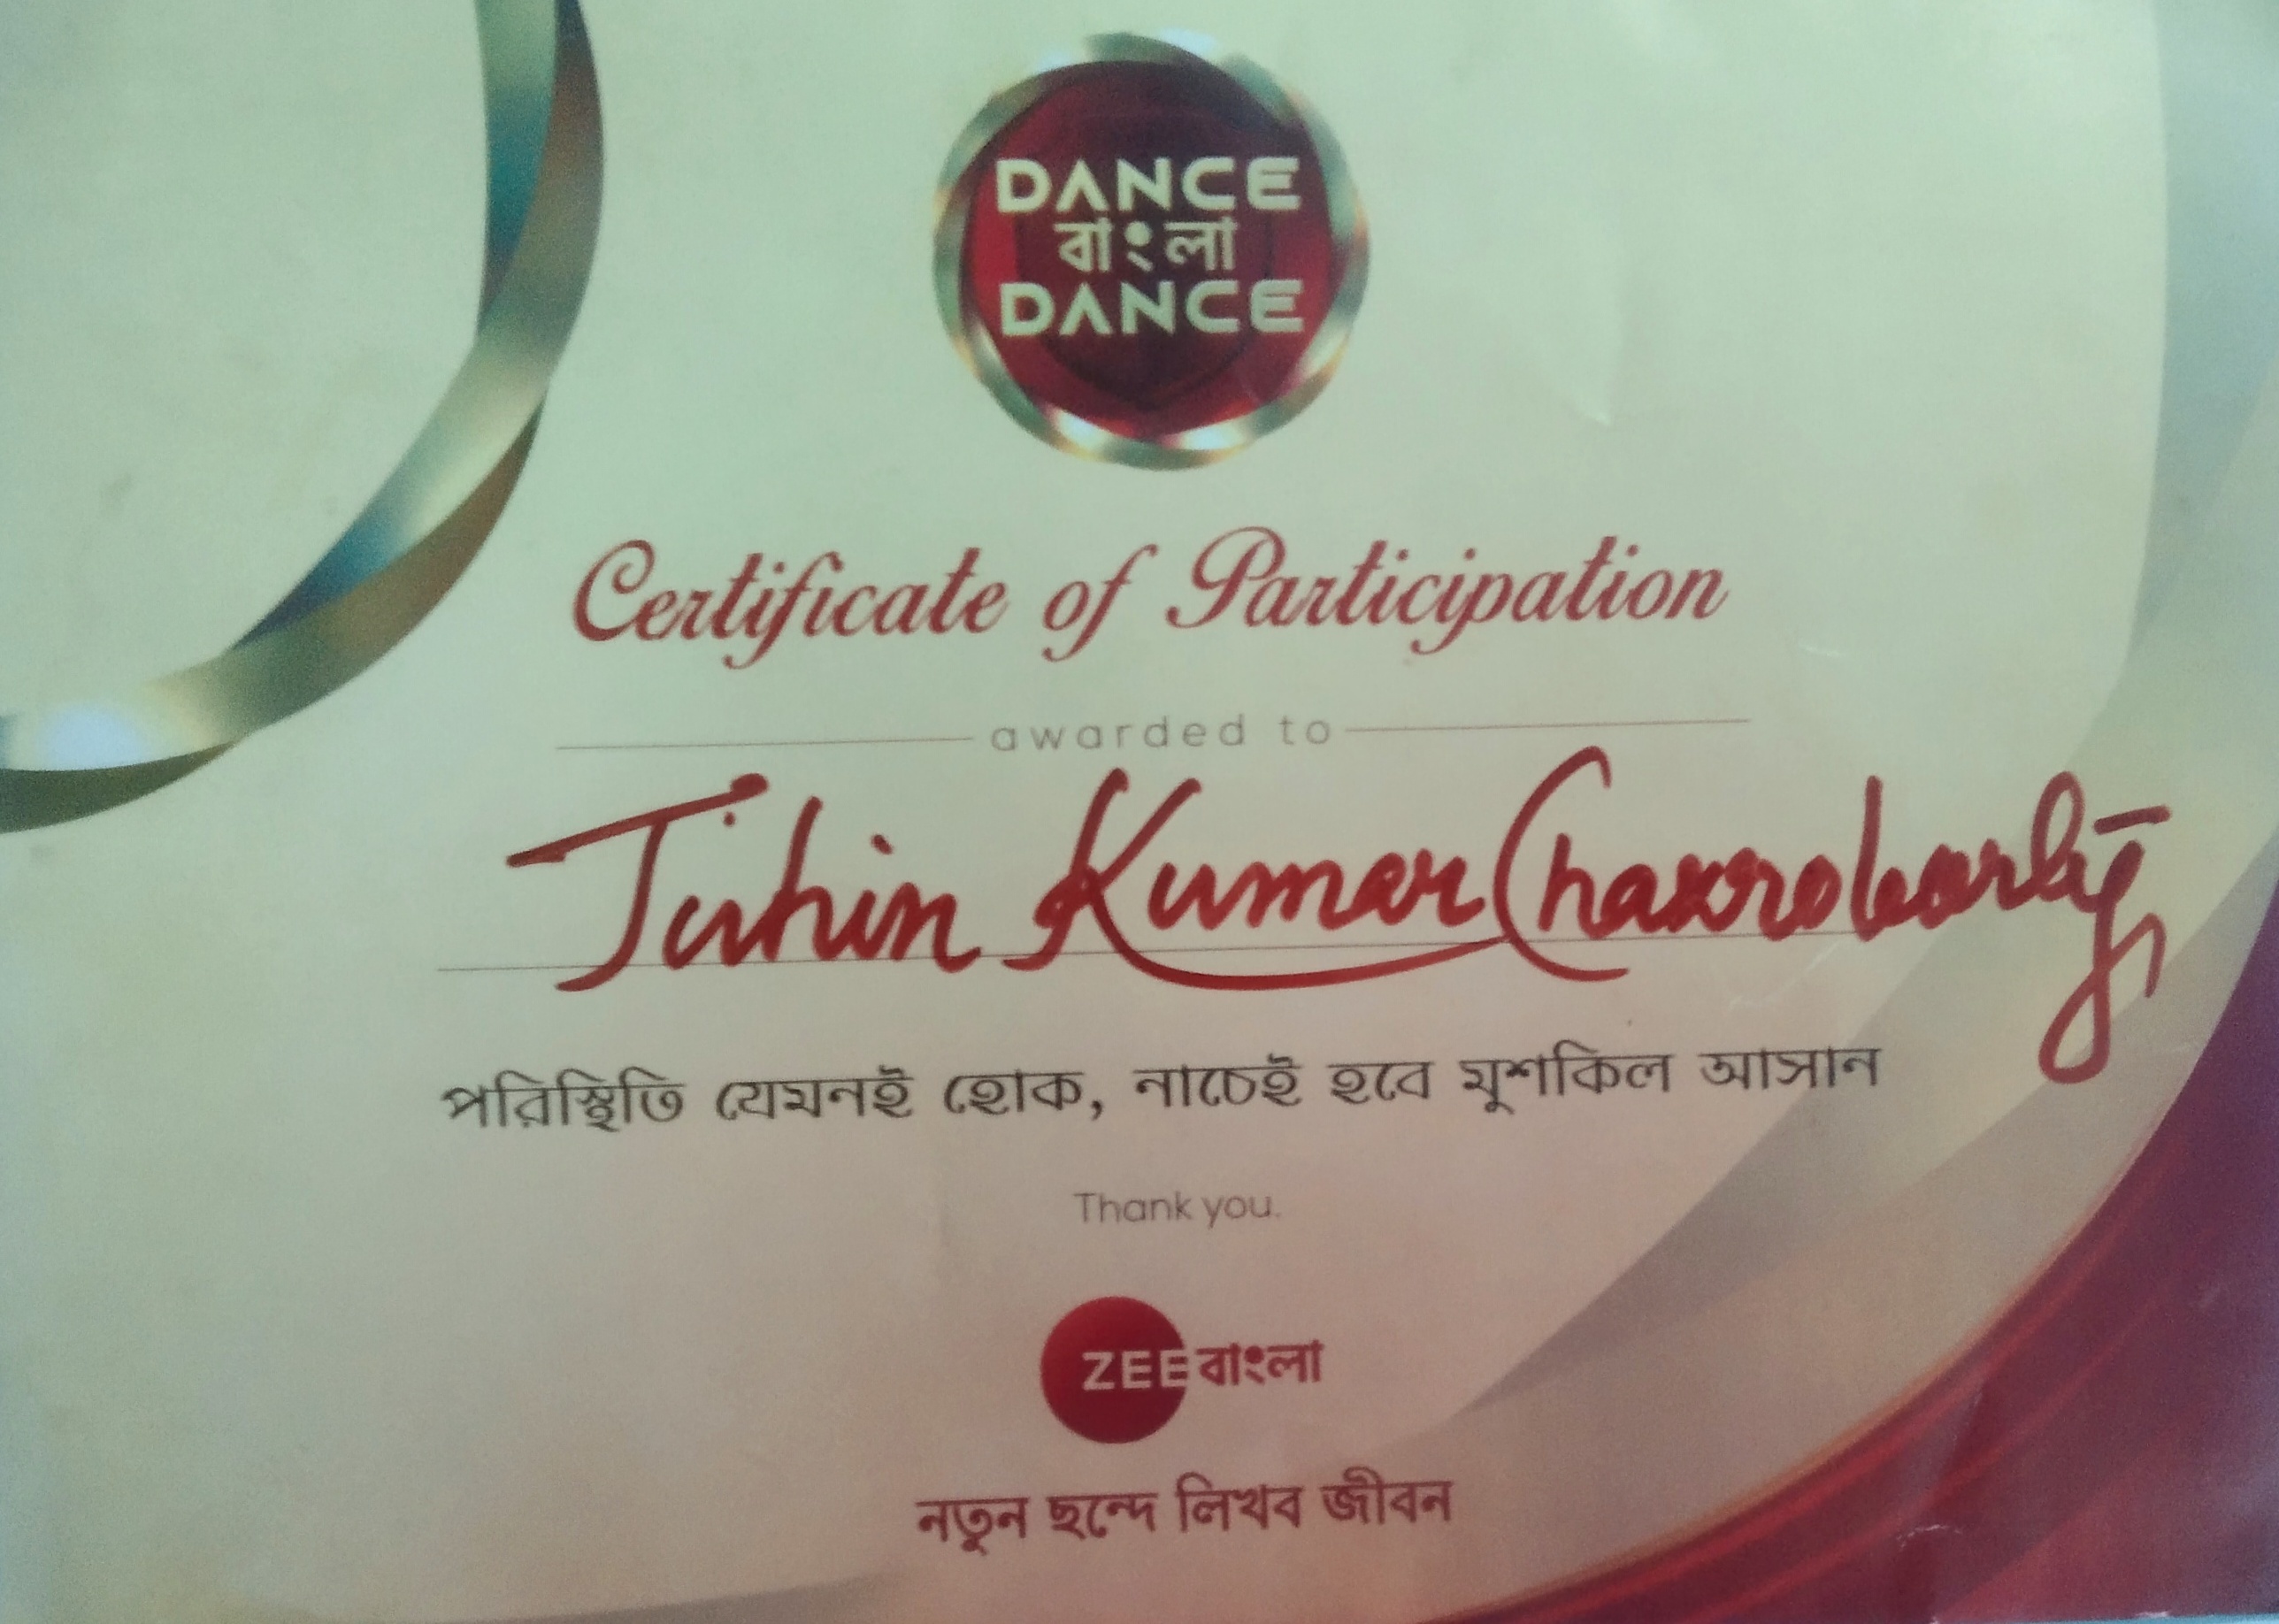 DANCE
বাংলা
DANCE
Certificate of Participation
awarded to
Tuhin Kumar Chakroborty
পরিস্থিতি যেমনই হোক, নাচেই হবে মুশকিল আসান
Thank you.
ZEE বাংলা
নতুন ছন্দে লিখব জীবন